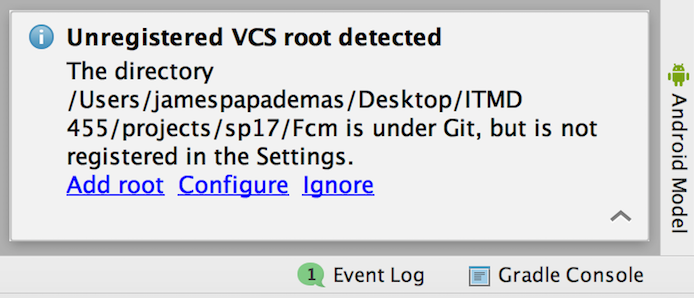 Unregistered VCS root detected
The directory
/Users/jamespapademas/Desktop/ITMD
455/projects/sp17/Fcm is under Git, but is not
registered in the Settings.
Add root Configure Ignore
Android Model
1 Event Log Gradle Console